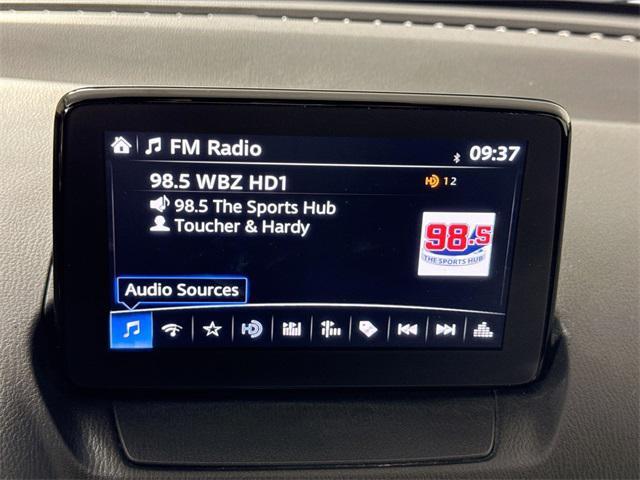 FM Radio
09:37
98.5 WBZ HD1
HD 12
98.5 The Sports Hub
Toucher & Hardy
98.5
THE SPORTS HUB
Audio Sources
HD